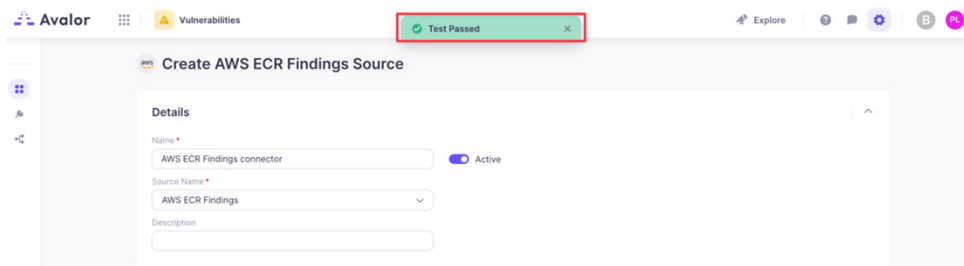 Avalor
Vulnerabilities
Test Passed
Explore
B
PL
aws
Create AWS ECR Findings Source
Details
Name *
AWS ECR Findings connector
Active
Source Name *
AWS ECR Findings
Description